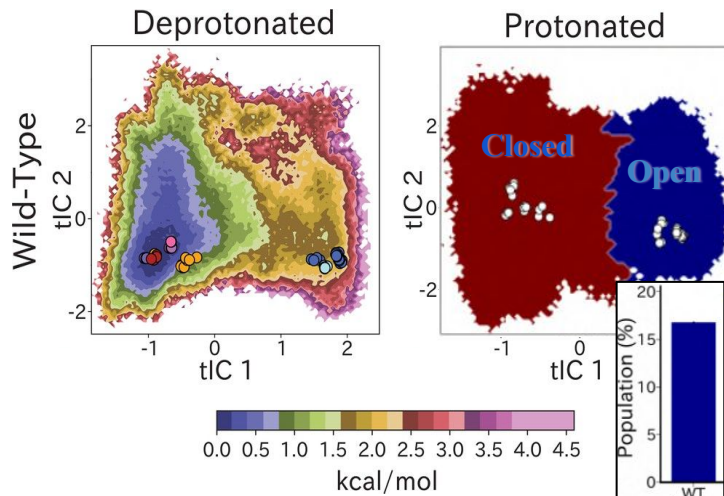 Deprotonated
Protonated
Wild-Type
tIC 2
2
0
-2
-1
0
1
2
tIC 1
Closed
Open
tIC 2
2
0
-2
-1
0
tIC 1
Population (%)
20
15
10
5
0
WT
0.0 0.5 1.0 1.5 2.0 2.5 3.0 3.5 4.0 4.5
kcal/mol